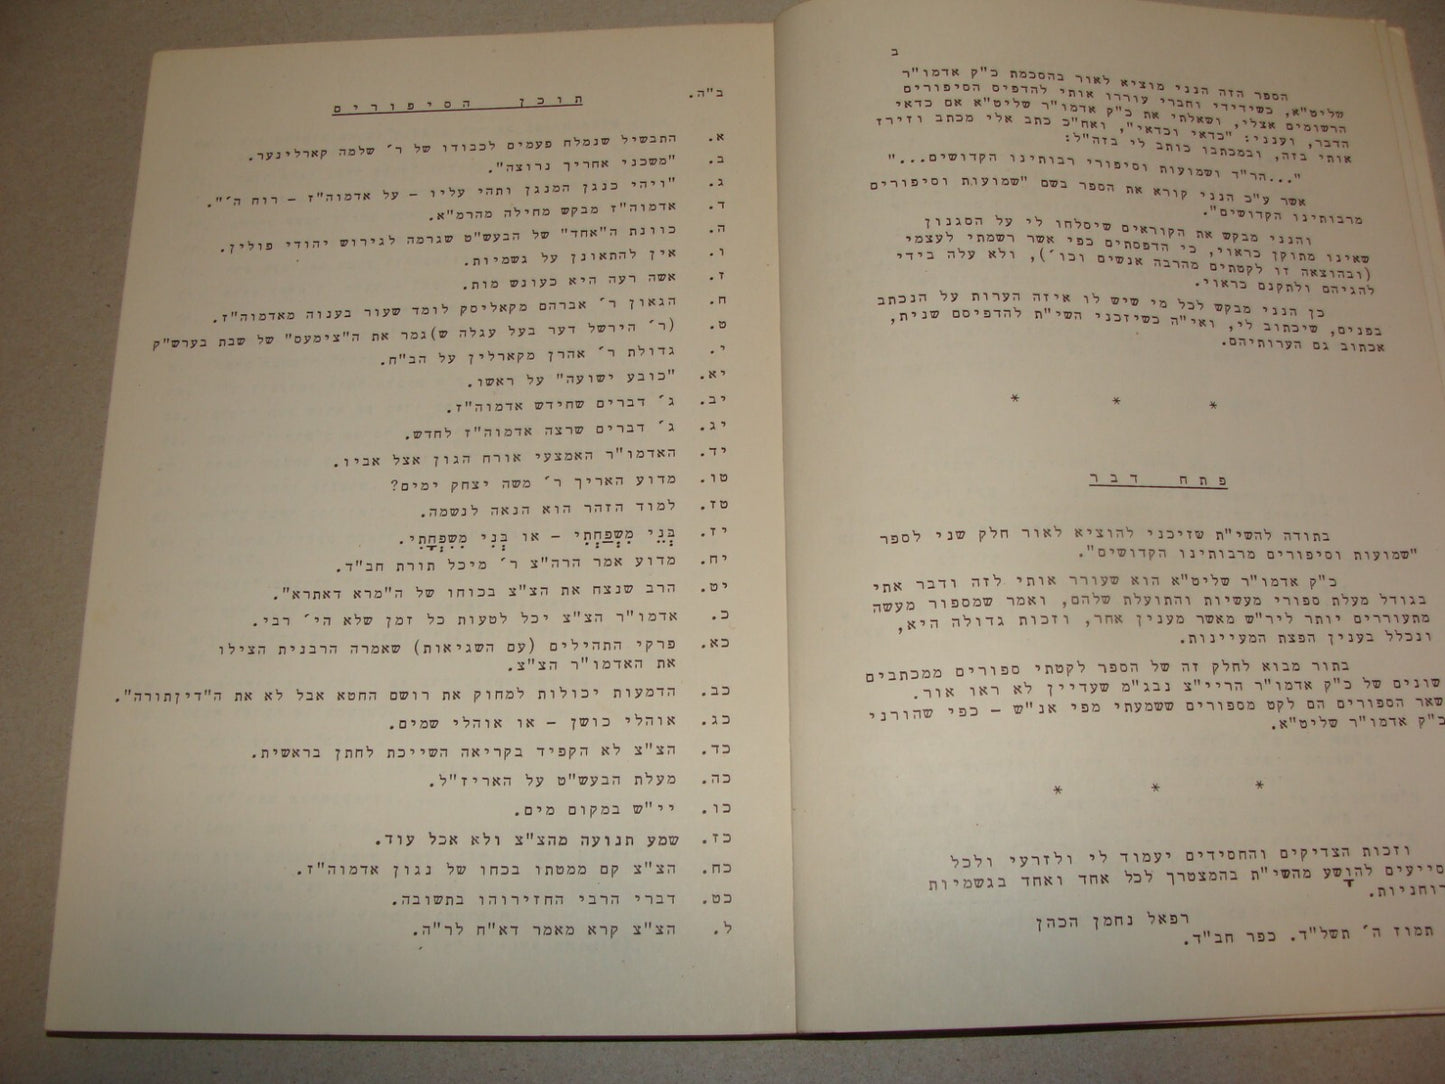 ב
הספר הזה הנני מוציא לאור בהסכמת כ"ק אדמו"ר
שליט"א, כשידידי וחברי עוררו אותי להדפיס הסיפורים
הרשומים אצלי, ושאלתי את כ"ק אדמו"ר שליט"א אם כדאי
הדבר, וענני: "כדאי וכדאי", ואח"כ כתב אלי מכתב וזירז
אותי בזה, ובמכתבו כותב לי בזה"ל:
"...הר"ד ושמועות וסיפורי רבותינו הקדושים..."
אשר ע"כ הנני קורא את הספר בשם "שמועות וסיפורים
מרבותינו הקדושים".
והנני מבקש את הקוראים שיסלחו לי על הסגנון
שאינו מתוקן כראוי, כי הדפסתים כפי אשר רשמתי לעצמי
(ובהוצאה זו לקטתים מהרבה אנשים וכו׳), ולא עלה בידי
להגיהם ולתקנם כראוי.
כן הנני מבקש לכל מי שיש לו איזה הערות על הנכתב
בפנים, שיכתוב לי, ואי"ה כשיזכני השי"ת להדפיסם שנית,
אכתוב גם הערותיהם.
* * *
פתח דבר
בתודה להשי"ת שזיכני להוציא לאור חלק שני לספר
"שמועות וסיפורים מרבותינו הקדושים".
כ"ק אדמו"ר שליט"א הוא שעורר אותי לזה ודבר אתי
בגודל מעלת ספורי מעשיות והתועלת שלהם, ואמר שמספור מעשה
מתעוררים יותר ליר"ש מאשר מענין אחר, וזכות גדולה היא,
ונכלל בענין הפצת המעיינות.
בתור מבוא לחלק זה של הספר לקטתי ספורים ממכתבים
שונים של כ"ק אדמו"ר הריי"צ נבג"מ שעדיין לא ראו אור.
שאר הספורים הם לקט מספורים ששמעתי מפי אנ"ש - כפי שהורני
כ"ק אדמו"ר שליט"א.
* * *
וזכות הצדיקים והחסידים יעמוד לי ולזרעי ולכל
סייעים להוָשע מהשי"ת בהמצטרך לכל אחד ואחד בגשמיות
רוחניות.
רפאל נחמן הכהן
תמוז ה׳ תשל"ד. כפר חב"ד.
ב"ה.
תוכן הסיפורים
א. התבשיל שנמלח פעמים לכבודו של ר׳ שלמה קארלינער.
ב. "משכני אחריך נרוצה".
ג. "ויהי כנגן המנגן ותהי עליו - על אדמוה"ז - רוח ה׳".
ד. אדמוה"ז מבקש מחילה מהרמ"א.
ה. כוונת ה"אחד" של הבעש"ט שגרמה לגירוש יהודי פולין.
ו. אין להתאונן על גשמיות.
ז. אשה רעה היא כעונש מות.
ח. הגאון ר׳ אברהם מקאליסק לומד שעור בענוה מאדמוה"ז.
ט. (ר׳ הירשל דער בעל עגלה ש)גמר את ה"צימעס" של שבת בערש"ק
י. גדולת ר׳ אהרן מקארלין על הב"ח.
יא. "כובע ישועה" על ראשו.
יב. ג׳ דברים שחידש אדמוה"ז.
יג. ג׳ דברים שרצה אדמוה"ז לחדש.
יד. האדמו"ר האמצעי אורח הגון אצל אביו.
טו. מדוע האריך ר׳ משה יצחק ימים?
טז. למוד הזהר הוא הנאה לנשמה.
יז. בְּנֵי מִשְפַּחְתִּי - או בְּנִי מִשִּפְחָתִי.
יח. מדוע אמר הרה"צ ר׳ מיכל תורת חב"ד.
יט. הרב שנצח את הצ"צ בכוחו של ה"מרא דאתרא".
כ. אדמו"ר הצ"צ יכל לטעות כל זמן שלא הי׳ רבי.
כא. פרקי התהילים (עם השגיאות) שאמרה הרבנית הצילו
את האדמו"ר הצ"צ.
כב. הדמעות יכולות למחוק את רושם החטא אבל לא את ה"דיןתורה".
כג. אוהלי כושן - או אוהלי שמים.
כד. הצ"צ לא הקפיד בקריאה השייכת לחתן בראשית.
כה. מעלת הבעש"ט על האריז"ל.
כו. יי"ש במקום מים.
כז. שמע תנועה מהצ"צ ולא אכל עוד.
כח. הצ"צ קם ממטתו בכחו של נגון אדמוה"ז.
כט. דברי הרבי החזירוהו בתשובה.
ל. הצ"צ קרא מאמר דא"ח לר"ה.